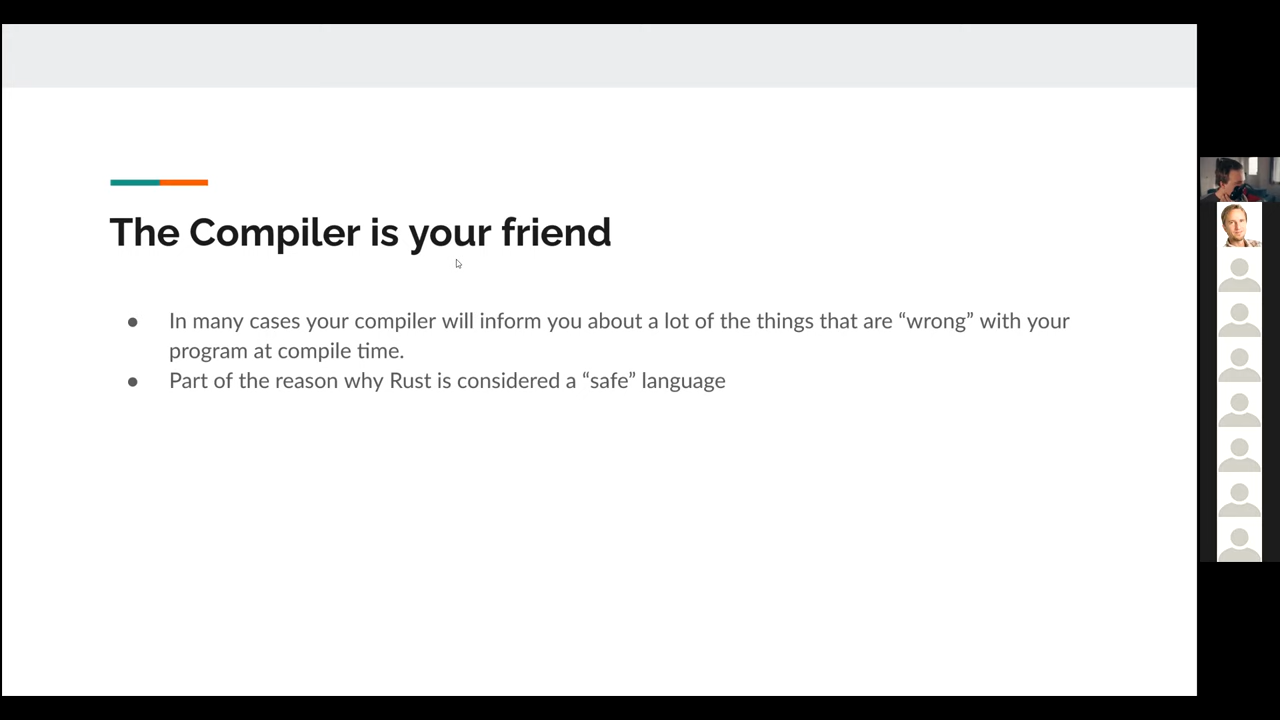 The Compiler is your friend
● In many cases your compiler will inform you about a lot of the things that are “wrong” with your
program at compile time.
● Part of the reason why Rust is considered a “safe” language